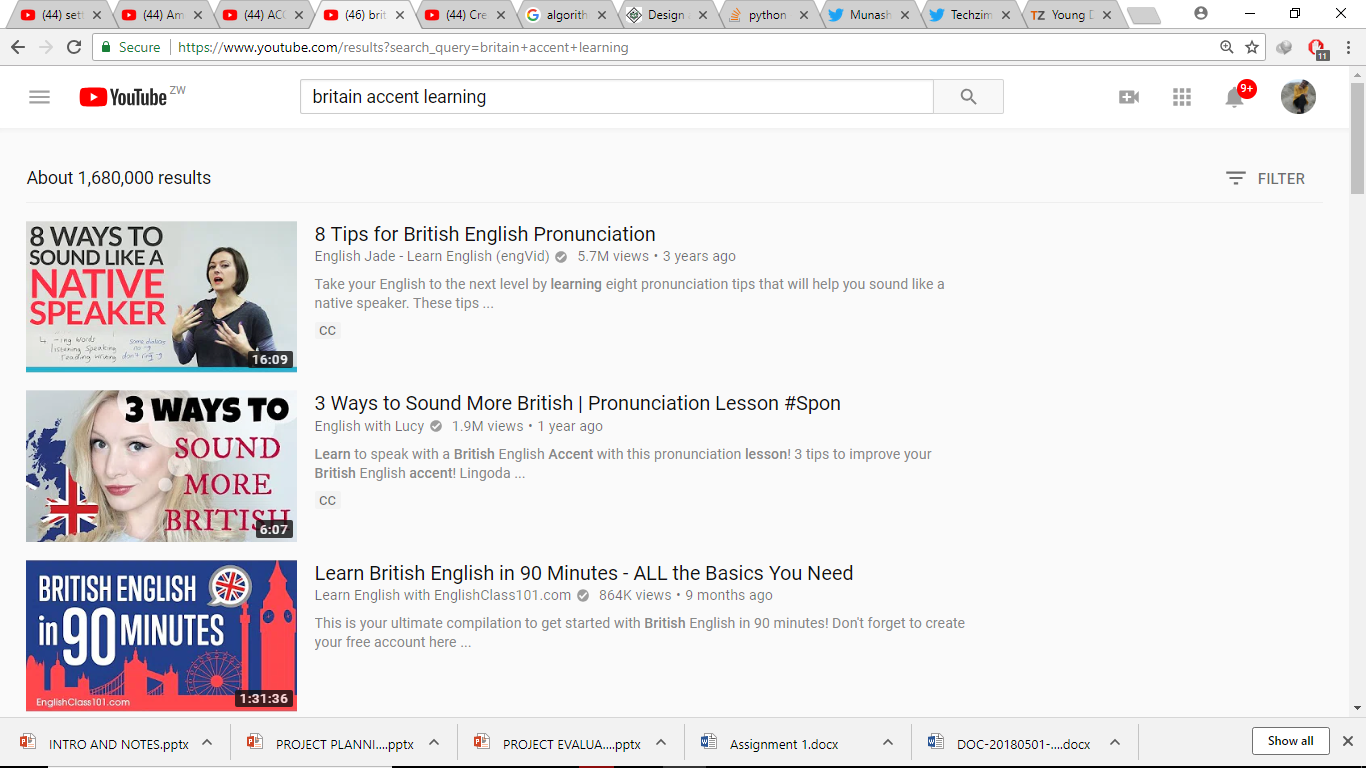 (44) set
(44) Am
(44) ACC
(46) brit
(44) Cre
algorith
Design
python
Munash
Techzim
Young D
Secure
https://www.youtube.com/results?search_query=britain+accent+learning
11
YouTube ZW
britain accent learning
9+
About 1,680,000 results
FILTER
8 WAYS TO
SOUND LIKE A
NATIVE
SPEAKER
-ing words
listening speaking
reading writing
16:09
8 Tips for British English Pronunciation
English Jade - Learn English (engVid) 5.7M views • 3 years ago
Take your English to the next level by learning eight pronunciation tips that will help you sound like a
native speaker. These tips ...
CC
3 WAYS TO
SOUND
MORE
BRITISH
6:07
3 Ways to Sound More British | Pronunciation Lesson #Spon
English with Lucy 1.9M views • 1 year ago
Learn to speak with a British English Accent with this pronunciation lesson! 3 tips to improve your
British English accent! Lingoda ...
CC
BRITISH ENGLISH
in 90 MINUTES
EnglishClass101.com
1:31:36
Learn British English in 90 Minutes - ALL the Basics You Need
Learn English with EnglishClass101.com 864K views • 9 months ago
This is your ultimate compilation to get started with British English in 90 minutes! Don't forget to create
your free account here ...
INTRO AND NOTES.pptx
PROJECT PLANNI....pptx
PROJECT EVALUA....pptx
Assignment 1.docx
DOC-20180501-....docx
Show all